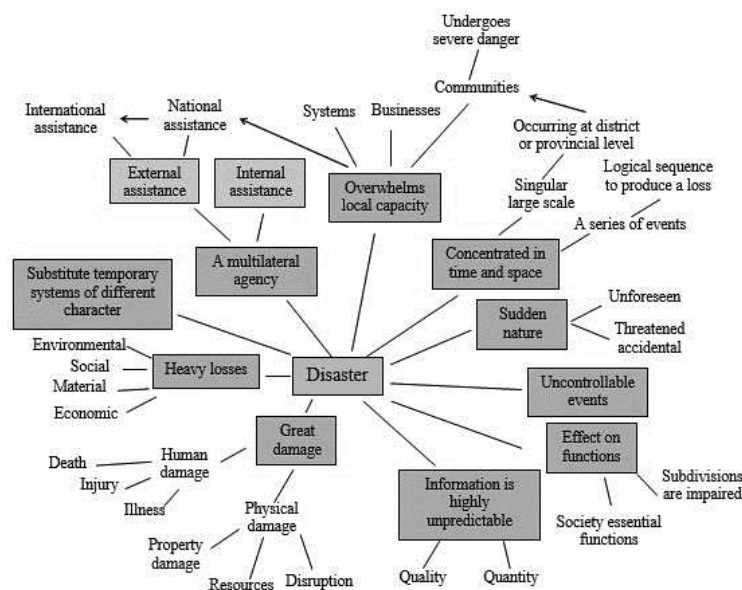 Undergoes
severe danger
Communities
International
assistance
National
assistance
Systems
Businesses
Occurring at district
or provincial level
External
assistance
Internal
assistance
Overwhelms
local capacity
Singular
large scale
Logical sequence
to produce a loss
A series of events
A multilateral
agency
Concentrated in
time and space
Substitute temporary
systems of different
character
Sudden
nature
Unforeseen
Threatened
accidental
Environmental
Social
Material
Economic
Heavy losses
Disaster
Uncontrollable
events
Great
damage
Effect on
functions
Death
Injury
Illness
Human
damage
Physical
damage
Information is
highly
unpredictable
Subdivisions
are impaired
Society essential
functions
Property
damage
Resources
Disruption
Quality
Quantity